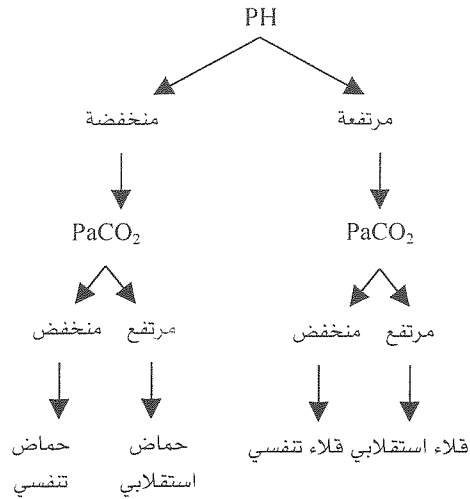 PH
مرتفعة
منخفضة
PaCO₂
PaCO₂
مرتفع
منخفض
مرتفع
منخفض
قلاء استقلابي
قلاء تنفسي
حماض
استقلابي
حماض
تنفسي